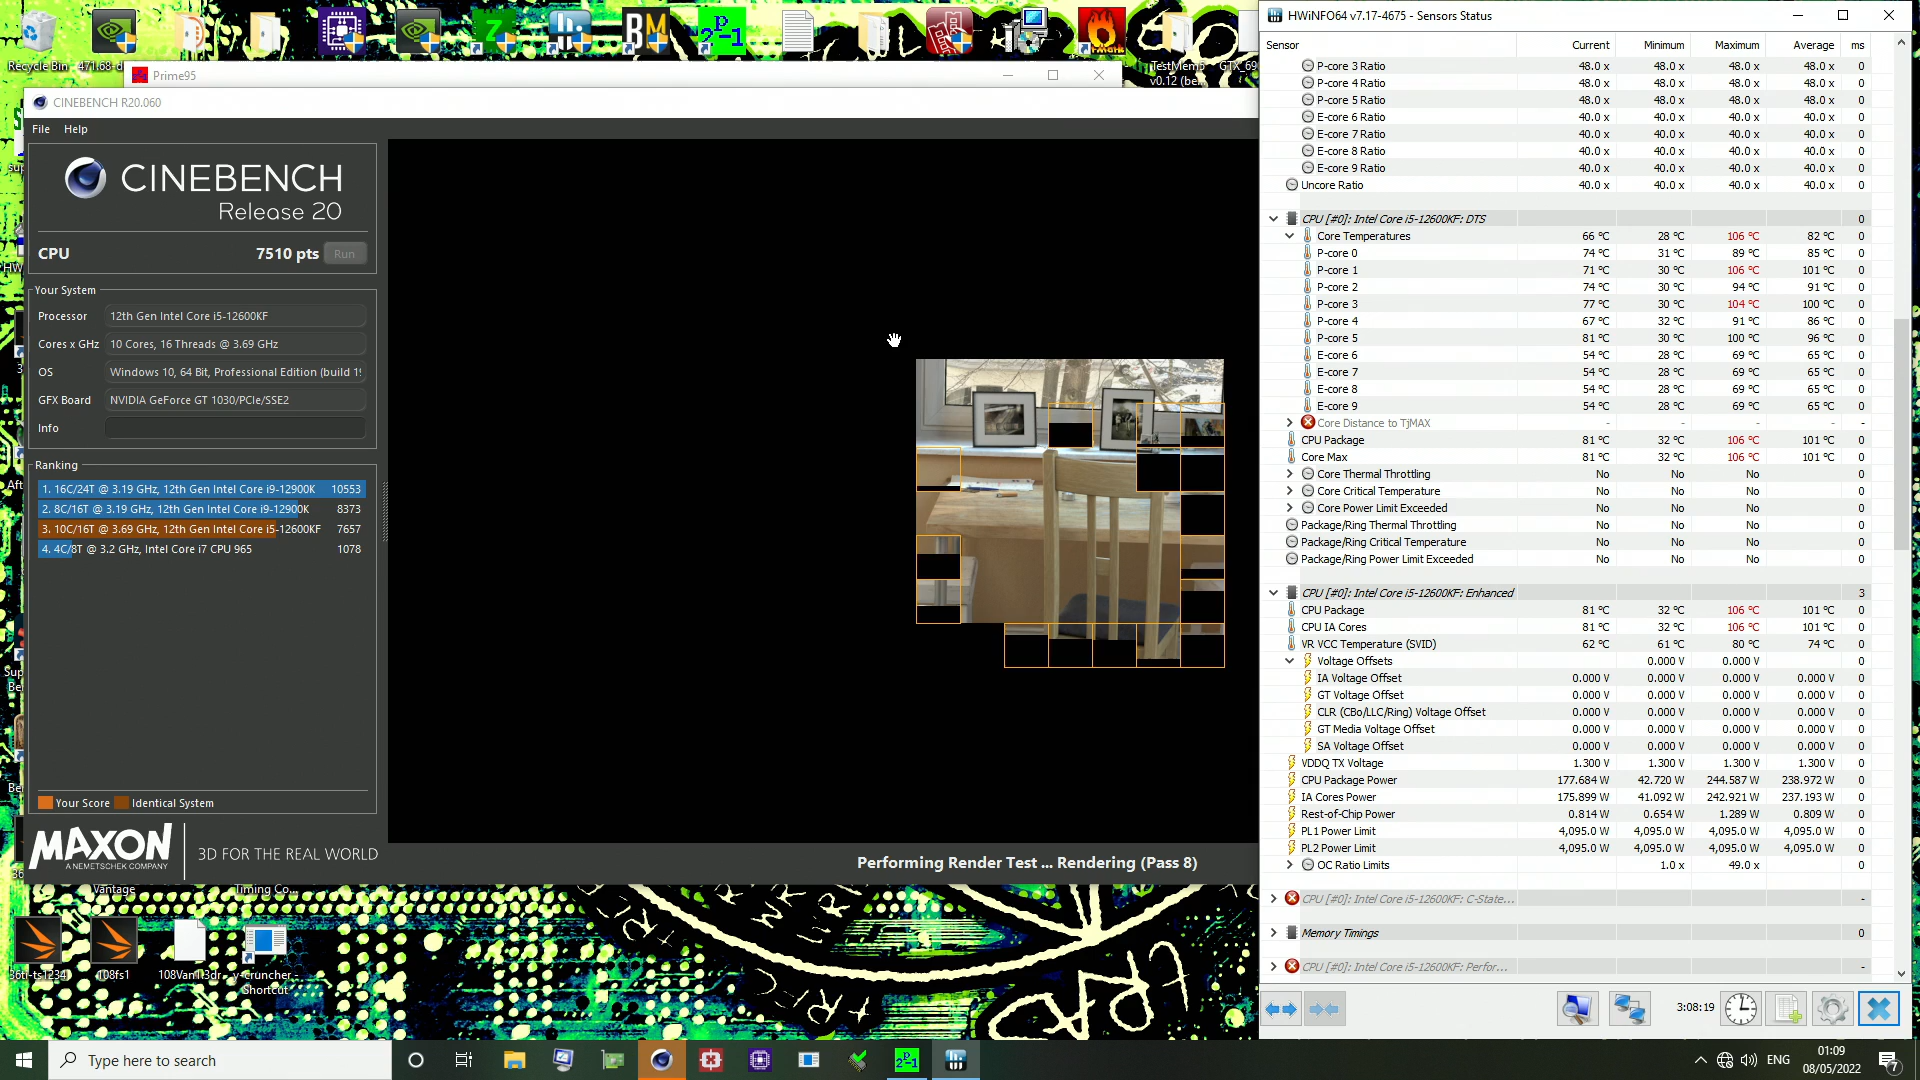 Recycle Bin
471.68-d
TestMem5
v0.12 (be...
GTX_69
Prime95
CINEBENCH R20.060
File Help
CINEBENCH
Release 20
CPU 7510 pts Run
Your System
Processor 12th Gen Intel Core i5-12600KF
Cores x GHz 10 Cores, 16 Threads @ 3.69 GHz
OS Windows 10, 64 Bit, Professional Edition (build 19
GFX Board NVIDIA GeForce GT 1030/PCIe/SSE2
Info
Ranking
1. 16C/24T @ 3.19 GHz, 12th Gen Intel Core i9-12900K 10553
2. 8C/16T @ 3.19 GHz, 12th Gen Intel Core i9-12900K 8373
3. 10C/16T @ 3.69 GHz, 12th Gen Intel Core i5-12600KF 7657
4. 4C/8T @ 3.2 GHz, Intel Core i7 CPU 965 1078
Your Score Identical System
MAXON
A NEMETSCHEK COMPANY
3D FOR THE REAL WORLD
Performing Render Test ... Rendering (Pass 8)
Vantage
Timing Co...
108fs1
v-cruncher -
Shortcut
HWiNFO64 v7.17-4675 - Sensors Status
Sensor Current Minimum Maximum Average ms
P-core 3 Ratio 48.0 x 48.0 x 48.0 x 48.0 x 0
P-core 4 Ratio 48.0 x 48.0 x 48.0 x 48.0 x 0
P-core 5 Ratio 48.0 x 48.0 x 48.0 x 48.0 x 0
E-core 6 Ratio 40.0 x 40.0 x 40.0 x 40.0 x 0
E-core 7 Ratio 40.0 x 40.0 x 40.0 x 40.0 x 0
E-core 8 Ratio 40.0 x 40.0 x 40.0 x 40.0 x 0
E-core 9 Ratio 40.0 x 40.0 x 40.0 x 40.0 x 0
Uncore Ratio 40.0 x 40.0 x 40.0 x 40.0 x 0
CPU [#0]: Intel Core i5-12600KF: DTS 0
Core Temperatures 66 °C 28 °C 106 °C 82 °C 0
P-core 0 74 °C 31 °C 89 °C 85 °C 0
P-core 1 71 °C 30 °C 106 °C 101 °C 0
P-core 2 74 °C 30 °C 94 °C 91 °C 0
P-core 3 77 °C 30 °C 104 °C 100 °C 0
P-core 4 67 °C 32 °C 91 °C 86 °C 0
P-core 5 81 °C 30 °C 100 °C 96 °C 0
E-core 6 54 °C 28 °C 69 °C 65 °C 0
E-core 7 54 °C 28 °C 69 °C 65 °C 0
E-core 8 54 °C 28 °C 69 °C 65 °C 0
E-core 9 54 °C 28 °C 69 °C 65 °C 0
Core Distance to TjMAX - - - - -
CPU Package 81 °C 32 °C 106 °C 101 °C 0
Core Max 81 °C 32 °C 106 °C 101 °C 0
Core Thermal Throttling No No No 0
Core Critical Temperature No No No 0
Core Power Limit Exceeded No No No 0
Package/Ring Thermal Throttling No No No 0
Package/Ring Critical Temperature No No No 0
Package/Ring Power Limit Exceeded No No No 0
CPU [#0]: Intel Core i5-12600KF: Enhanced 3
CPU Package 81 °C 32 °C 106 °C 101 °C 0
CPU IA Cores 81 °C 32 °C 106 °C 101 °C 0
VR VCC Temperature (SVID) 62 °C 61 °C 80 °C 74 °C 0
Voltage Offsets 0.000 V 0.000 V 0
IA Voltage Offset 0.000 V 0.000 V 0.000 V 0.000 V 0
GT Voltage Offset 0.000 V 0.000 V 0.000 V 0.000 V 0
CLR (CBo/LLC/Ring) Voltage Offset 0.000 V 0.000 V 0.000 V 0.000 V 0
GT Media Voltage Offset 0.000 V 0.000 V 0.000 V 0.000 V 0
SA Voltage Offset 0.000 V 0.000 V 0.000 V 0.000 V 0
VDDQ TX Voltage 1.300 V 1.300 V 1.300 V 1.300 V 0
CPU Package Power 177.684 W 42.720 W 244.587 W 238.972 W 0
IA Cores Power 175.899 W 41.092 W 242.921 W 237.193 W 0
Rest-of-Chip Power 0.814 W 0.654 W 1.289 W 0.809 W 0
PL1 Power Limit 4,095.0 W 4,095.0 W 4,095.0 W 4,095.0 W 0
PL2 Power Limit 4,095.0 W 4,095.0 W 4,095.0 W 4,095.0 W 0
OC Ratio Limits 1.0 x 49.0 x 0
CPU [#0]: Intel Core i5-12600KF: C-State... -
Memory Timings 0
CPU [#0]: Intel Core i5-12600KF: Perfor... -
3:08:19
Type here to search
ENG
01:09
08/05/2022
7